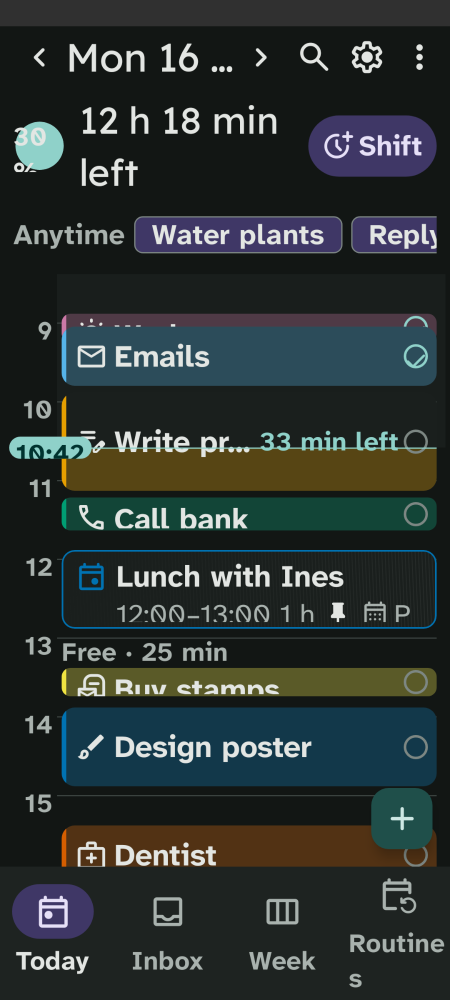 Mon 16 ...
30
%
12 h 18 min
left
Shift
Anytime
Water plants
Reply
9
Emails
10
Write pr... 33 min left
10:42
11
Call bank
12
Lunch with Ines
12:00–13:00 1 h P
13
Free · 25 min
Buy stamps
14
Design poster
15
Dentist
Today
Inbox
Week
Routine
s